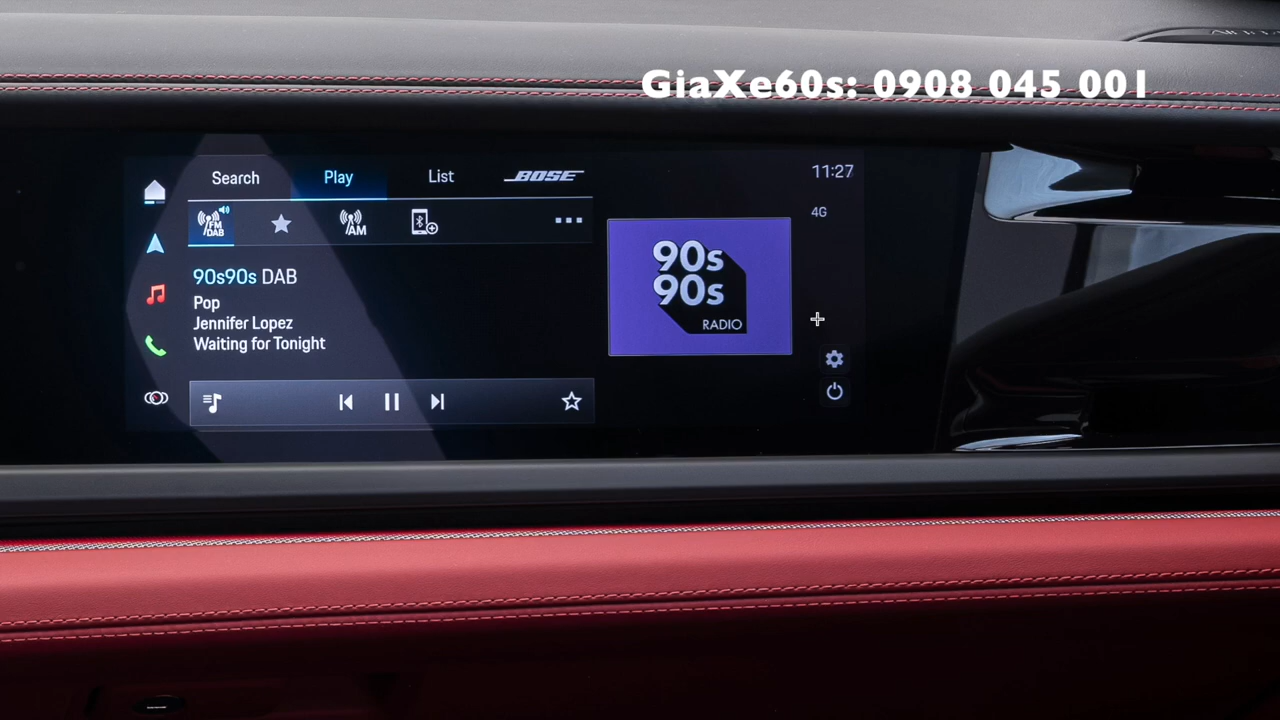 GiaXe60s: 0908 045 001
Search
Play
List
BOSE
11:27
FM
DAB
AM
4G
90s90s DAB
Pop
Jennifer Lopez
Waiting for Tonight
90s
90s
RADIO